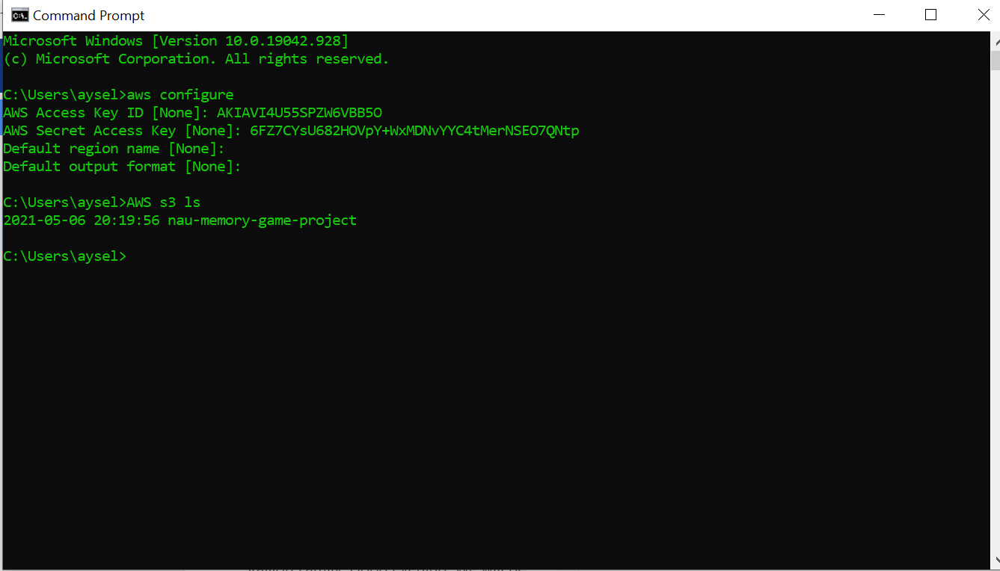 Command Prompt
Microsoft Windows [Version 10.0.19042.928]
(c) Microsoft Corporation. All rights reserved.
C:\Users\aysel>aws configure
AWS Access Key ID [None]: AKIAVI4U55SPZW6VBB5O
AWS Secret Access Key [None]: 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
Default region name [None]:
Default output format [None]:
C:\Users\aysel>AWS s3 ls
2021-05-06 20:19:56 nau-memory-game-project
C:\Users\aysel>